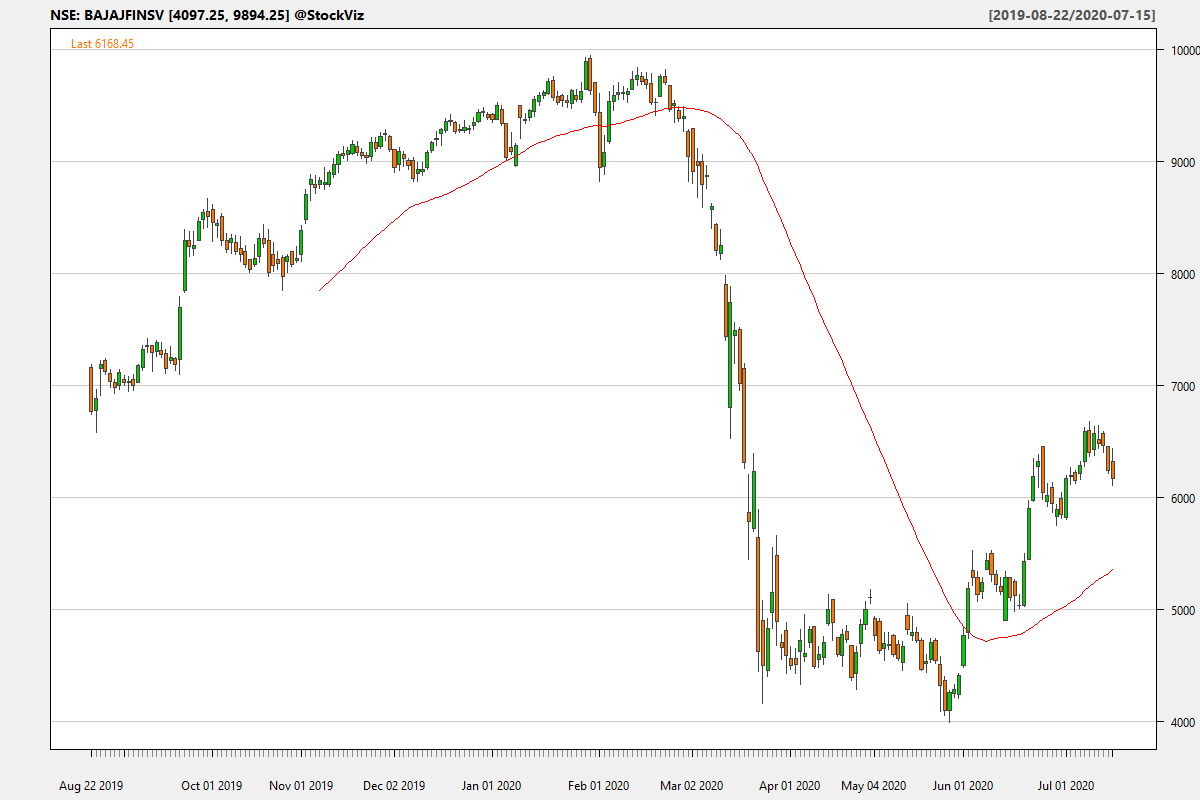 NSE: BAJAJFINSV [4097.25, 9894.25] @StockViz [2019-08-22/2020-07-15]
Last 6168.45
10000
9000
8000
7000
6000
5000
4000
Aug 22 2019 Oct 01 2019 Nov 01 2019 Dec 02 2019 Jan 01 2020 Feb 01 2020 Mar 02 2020 Apr 01 2020 May 04 2020 Jun 01 2020 Jul 01 2020